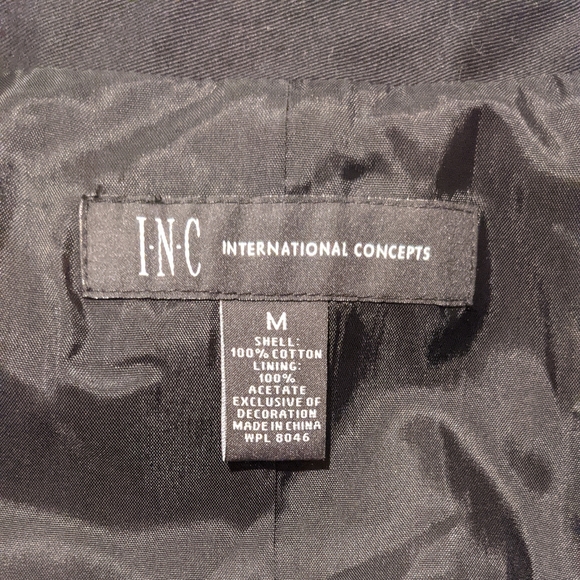 I·N·C INTERNATIONAL CONCEPTS
M
SHELL:
100% COTTON
LINING:
100%
ACETATE
EXCLUSIVE OF
DECORATION
MADE IN CHINA
WPL 8046